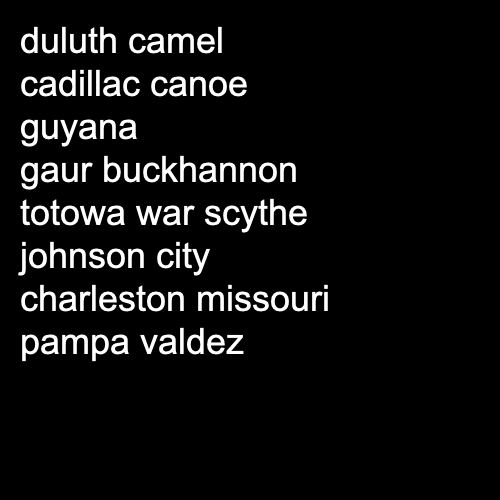 duluth camel
cadillac canoe
guyana
gaur buckhannon
totowa war scythe
johnson city
charleston missouri
pampa valdez